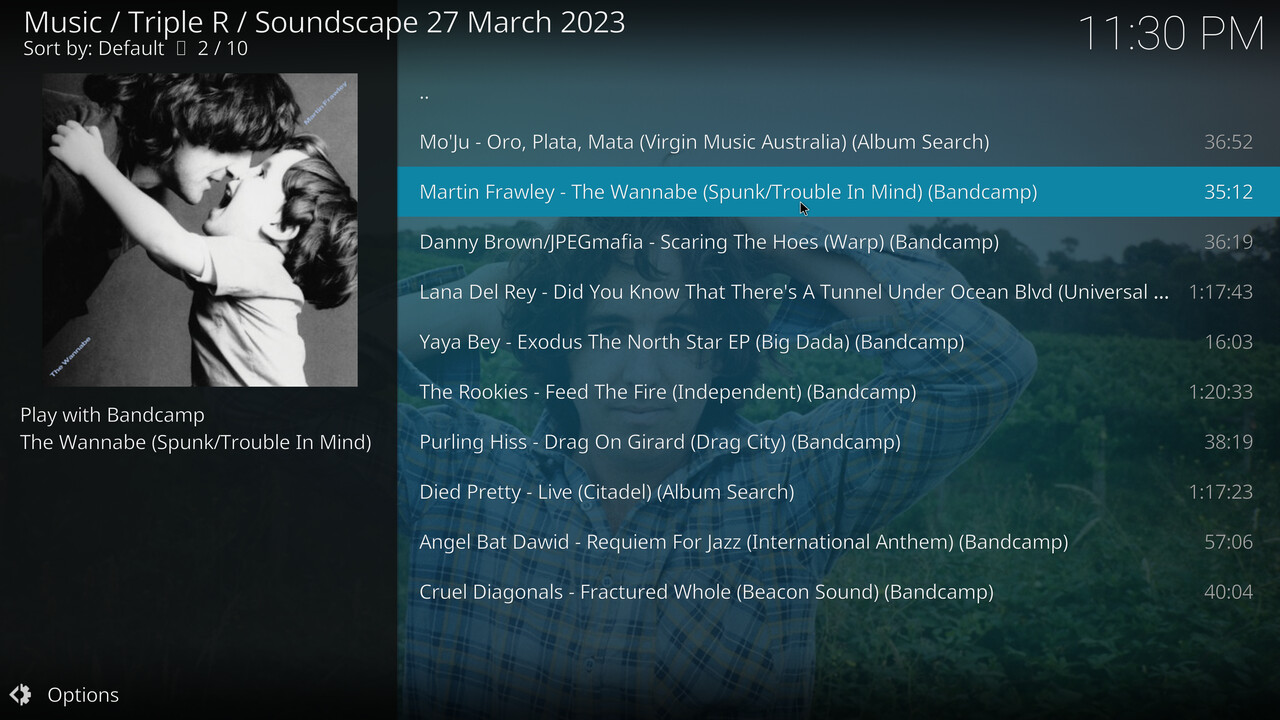 Music / Triple R / Soundscape 27 March 2023
11:30 PM
Sort by: Default 2 / 10
Martin Frawley
The Wannabe
Play with Bandcamp
The Wannabe (Spunk/Trouble In Mind)
..
Mo'Ju - Oro, Plata, Mata (Virgin Music Australia) (Album Search) 36:52
Martin Frawley - The Wannabe (Spunk/Trouble In Mind) (Bandcamp) 35:12
Danny Brown/JPEGmafia - Scaring The Hoes (Warp) (Bandcamp) 36:19
Lana Del Rey - Did You Know That There's A Tunnel Under Ocean Blvd (Universal ... 1:17:43
Yaya Bey - Exodus The North Star EP (Big Dada) (Bandcamp) 16:03
The Rookies - Feed The Fire (Independent) (Bandcamp) 1:20:33
Purling Hiss - Drag On Girard (Drag City) (Bandcamp) 38:19
Died Pretty - Live (Citadel) (Album Search) 1:17:23
Angel Bat Dawid - Requiem For Jazz (International Anthem) (Bandcamp) 57:06
Cruel Diagonals - Fractured Whole (Beacon Sound) (Bandcamp) 40:04
Options